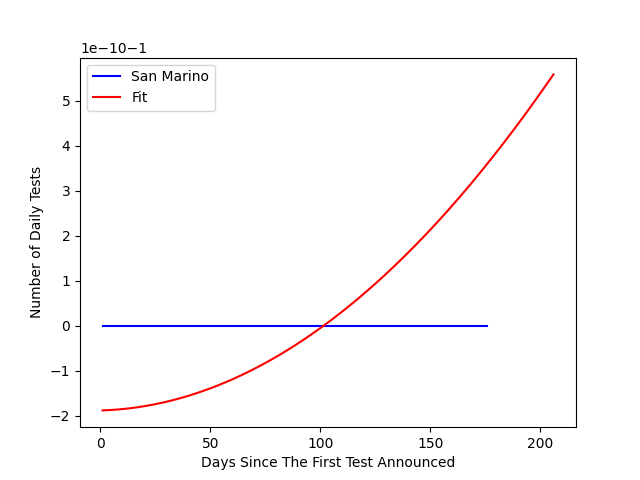 1e−10−1
San Marino
Fit
5
4
3
2
1
0
−1
−2
Number of Daily Tests
0
50
100
150
200
Days Since The First Test Announced